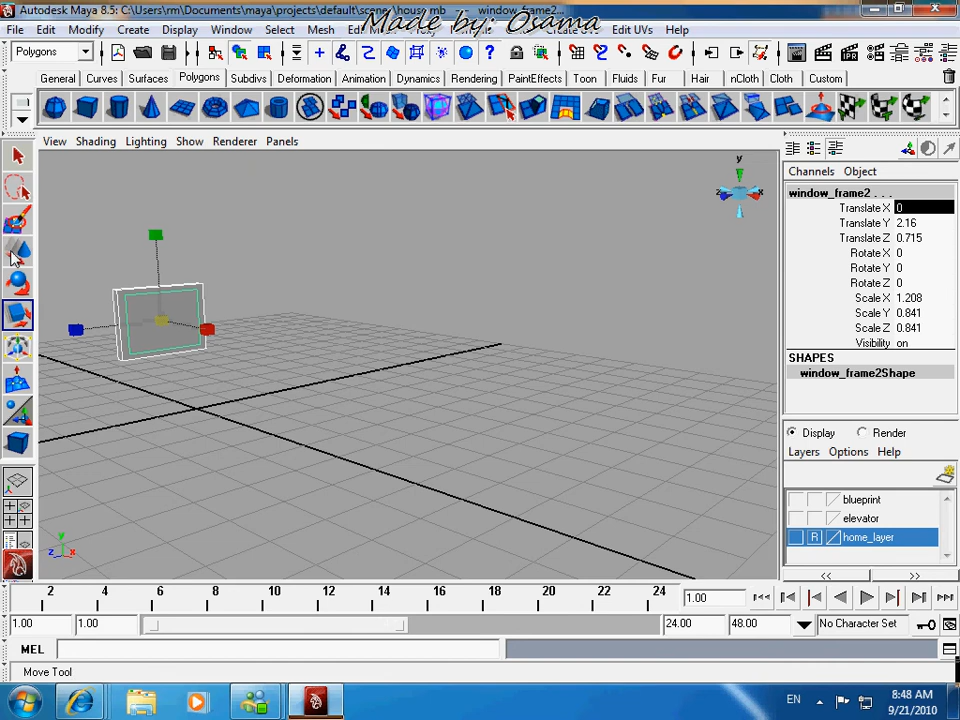 Autodesk Maya 8.5: C:\Users\rm\Documents\maya\projects\default\scene
house.mb --- window_frame2...
Made by: Osama
File Edit Modify Create Display Window Select Mesh Edit UVs Help
Polygons
General Curves Surfaces Polygons Subdivs Deformation Animation Dynamics Rendering PaintEffects Toon Fluids Fur Hair nCloth Cloth Custom
View Shading Lighting Show Renderer Panels
Channels Object
window_frame2 . . .
Translate X 0
Translate Y 2.16
Translate Z 0.715
Rotate X 0
Rotate Y 0
Rotate Z 0
Scale X 1.208
Scale Y 0.841
Scale Z 0.841
Visibility on
SHAPES
window_frame2Shape
Display Render
Layers Options Help
blueprint
elevator
R home_layer
<< >>
y
z x
y
z x
2 4 6 8 10 12 14 16 18 20 22 24 1.00
1.00 1.00 24.00 48.00 No Character Set
MEL
Move Tool
EN
8:48 AM
9/21/2010